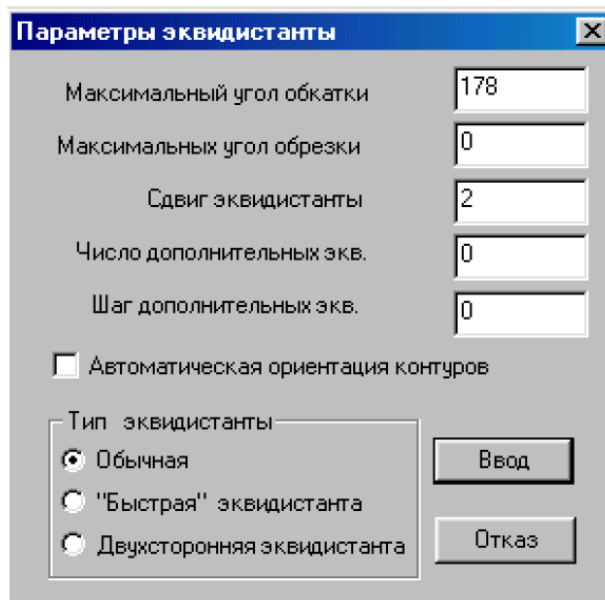 Параметры эквидистанты
Максимальный угол обкатки 178
Максимальных угол обрезки 0
Сдвиг эквидистанты 2
Число дополнительных экв. 0
Шаг дополнительных экв. 0
Автоматическая ориентация контуров
Тип эквидистанты
Обычная
Ввод
"Быстрая" эквидистанта
Двухсторонняя эквидистанта
Отказ